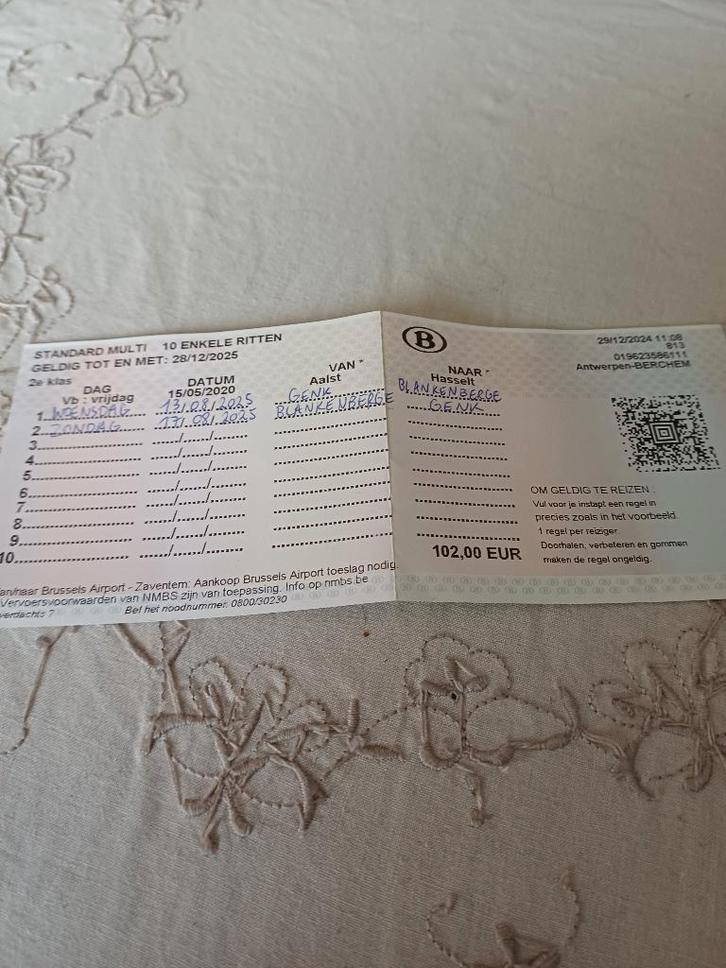 STANDARD MULTI 10 ENKELE RITTEN
GELDIG TOT EN MET: 28/12/2025
2e klas
DAG DATUM VAN * NAAR *
Vb : vrijdag 15/05/2020 Aalst Hasselt
1. WOENSDAG 13/08/2025 GENK BLANKENBERGE
2. ZONDAG 17/08/2025 BLANKENBERGE GENK
3. ....../....../......
4. ....../....../......
5. ....../....../......
6. ....../....../......
7. ....../....../......
8. ....../....../......
9. ....../....../......
10. ....../....../......
an/naar Brussels Airport - Zaventem: Aankoop Brussels Airport toeslag nodig.
Vervoersvoorwaarden van NMBS zijn van toepassing. Info op nmbs.be
verdachts ? Bel het noodnummer: 0800/30230
B
29/12/2024 11:08
813
019623586111
Antwerpen-BERCHEM
OM GELDIG TE REIZEN :
Vul voor je instapt een regel in
precies zoals in het voorbeeld.
1 regel per reiziger.
Doorhalen, verbeteren en gommen
maken de regel ongeldig.
102,00 EUR